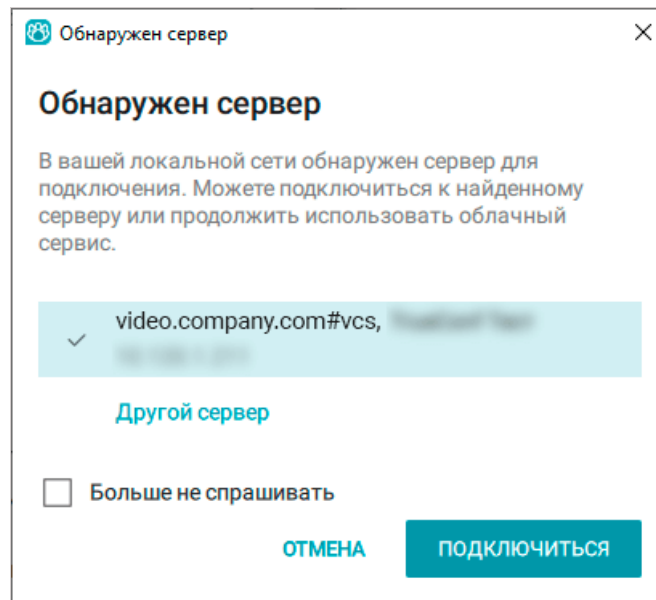 Обнаружен сервер
Обнаружен сервер
В вашей локальной сети обнаружен сервер для
подключения. Можете подключиться к найденному
серверу или продолжить использовать облачный
сервис.
video.company.com#vcs,
Другой сервер
Больше не спрашивать
ОТМЕНА
ПОДКЛЮЧИТЬСЯ